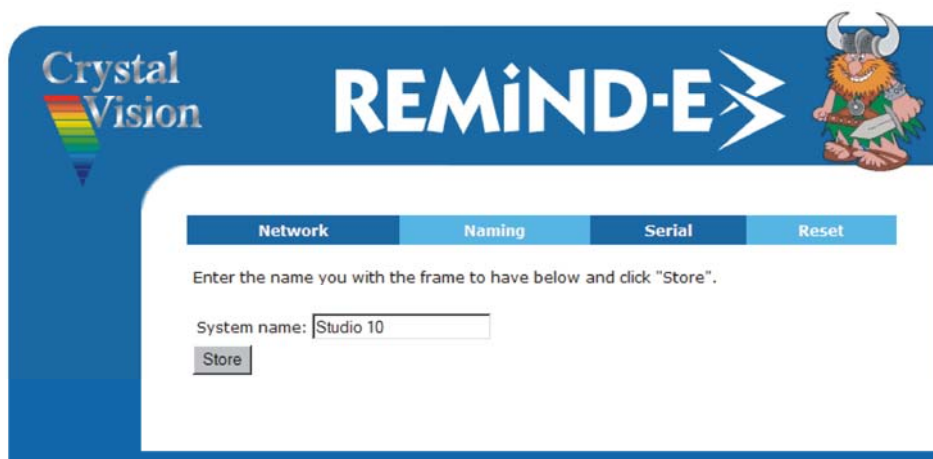 Crystal
Vision
REMiND-E
Network Naming Serial Reset
Enter the name you with the frame to have below and click "Store".
System name: Studio 10
Store